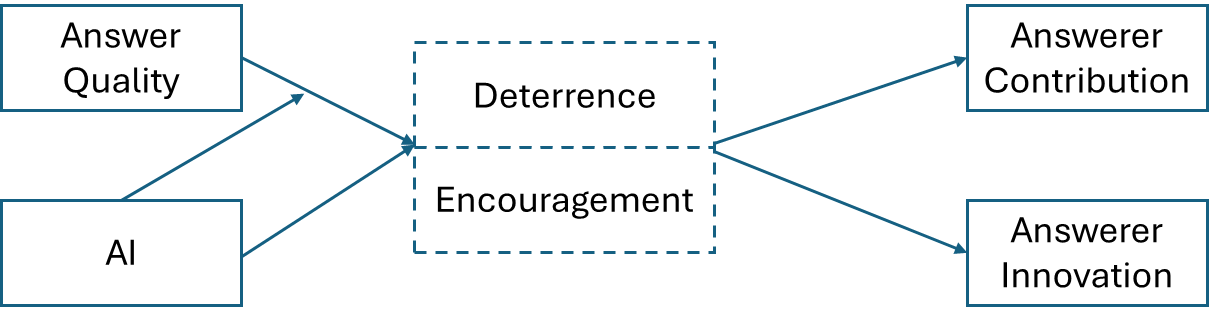 Answer
Quality
AI
Deterrence
Encouragement
Answerer
Contribution
Answerer
Innovation